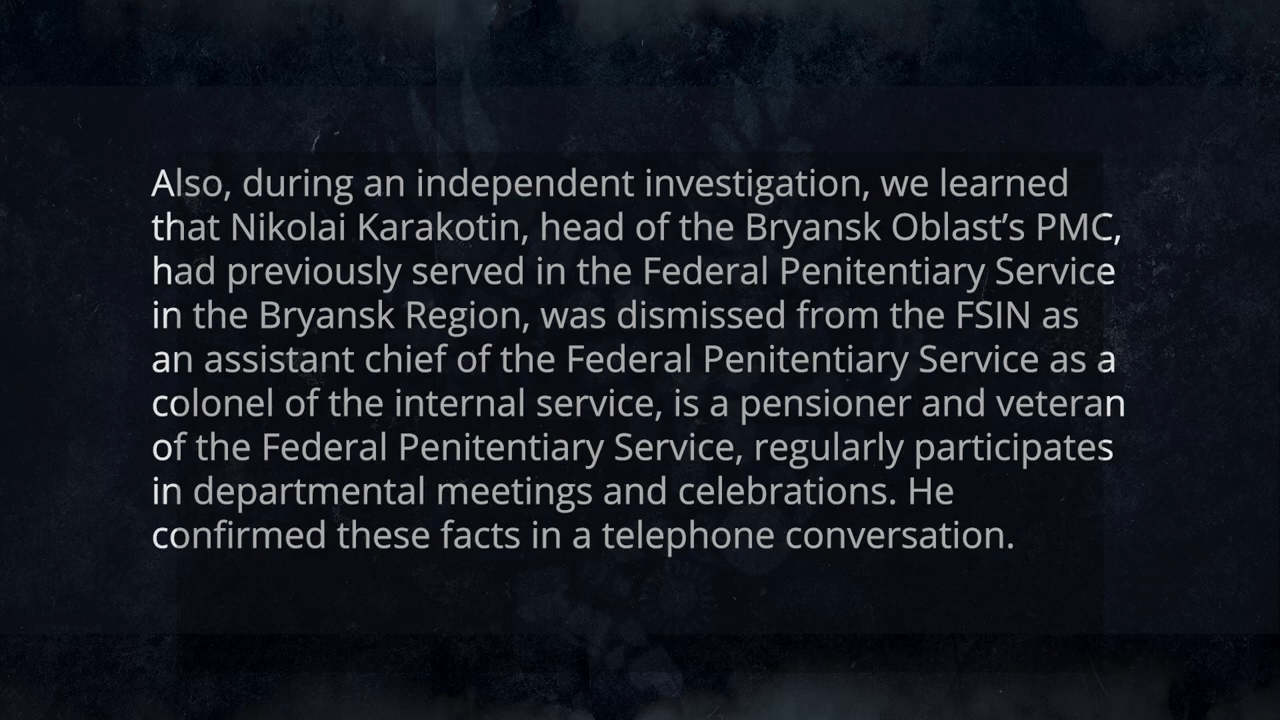 Also, during an independent investigation, we learned
that Nikolai Karakotin, head of the Bryansk Oblast’s PMC,
had previously served in the Federal Penitentiary Service
in the Bryansk Region, was dismissed from the FSIN as
an assistant chief of the Federal Penitentiary Service as a
colonel of the internal service, is a pensioner and veteran
of the Federal Penitentiary Service, regularly participates
in departmental meetings and celebrations. He
confirmed these facts in a telephone conversation.